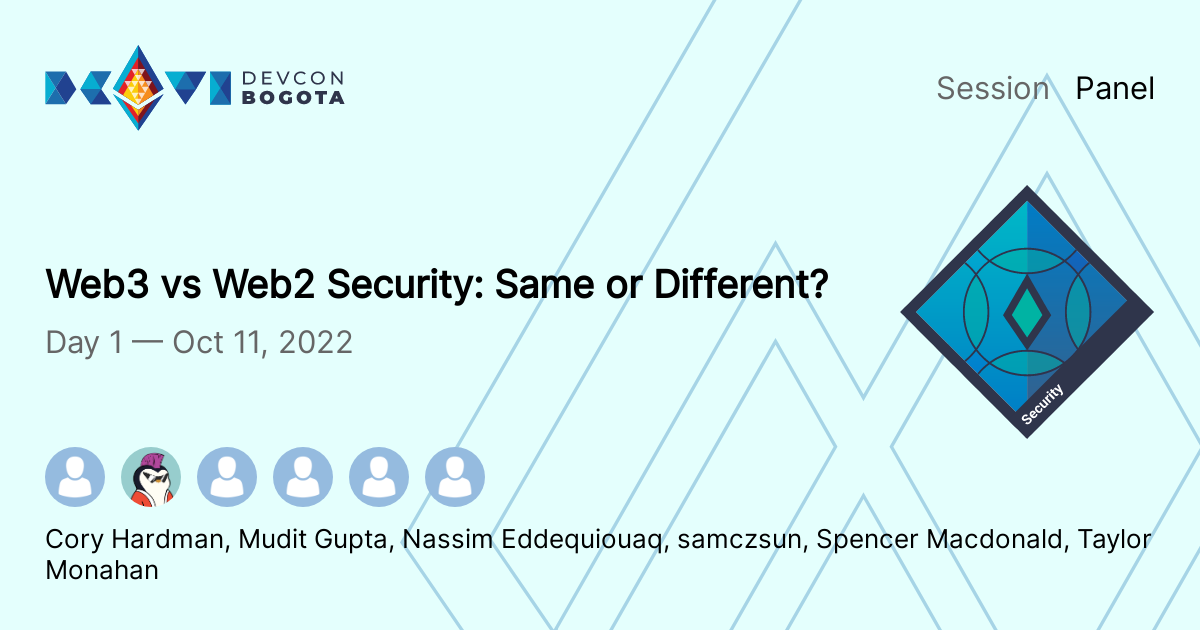 DEVCON
BOGOTA
Session Panel
Web3 vs Web2 Security: Same or Different?
Day 1 — Oct 11, 2022
Security
Cory Hardman, Mudit Gupta, Nassim Eddequiouaq, samczsun, Spencer Macdonald, Taylor
Monahan